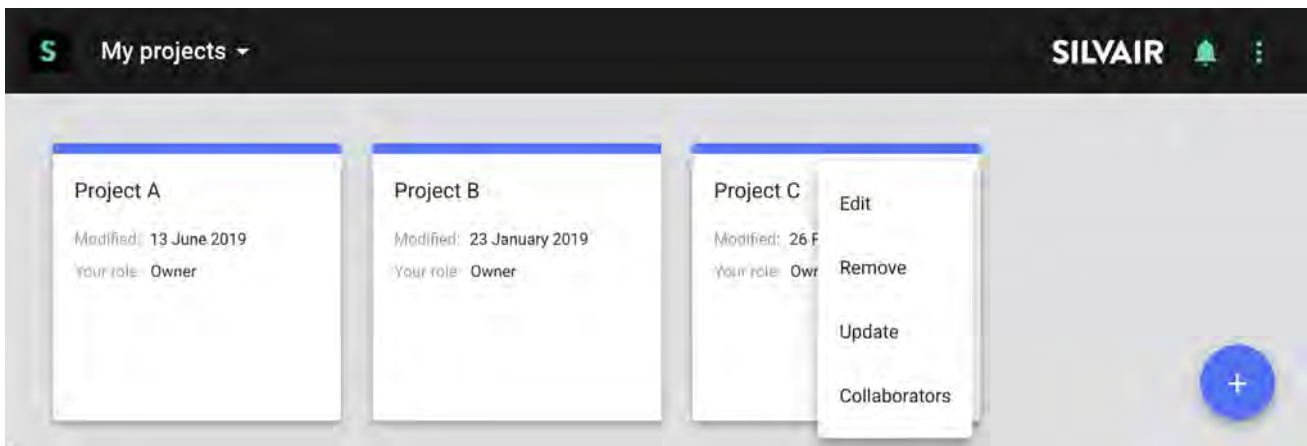 S My projects SILVAIR
Project A
Modified: 13 June 2019
Your role: Owner
Project B
Modified: 23 January 2019
Your role: Owner
Project C
Modified: 26
Your role:
Edit
Remove
Update
Collaborators
+